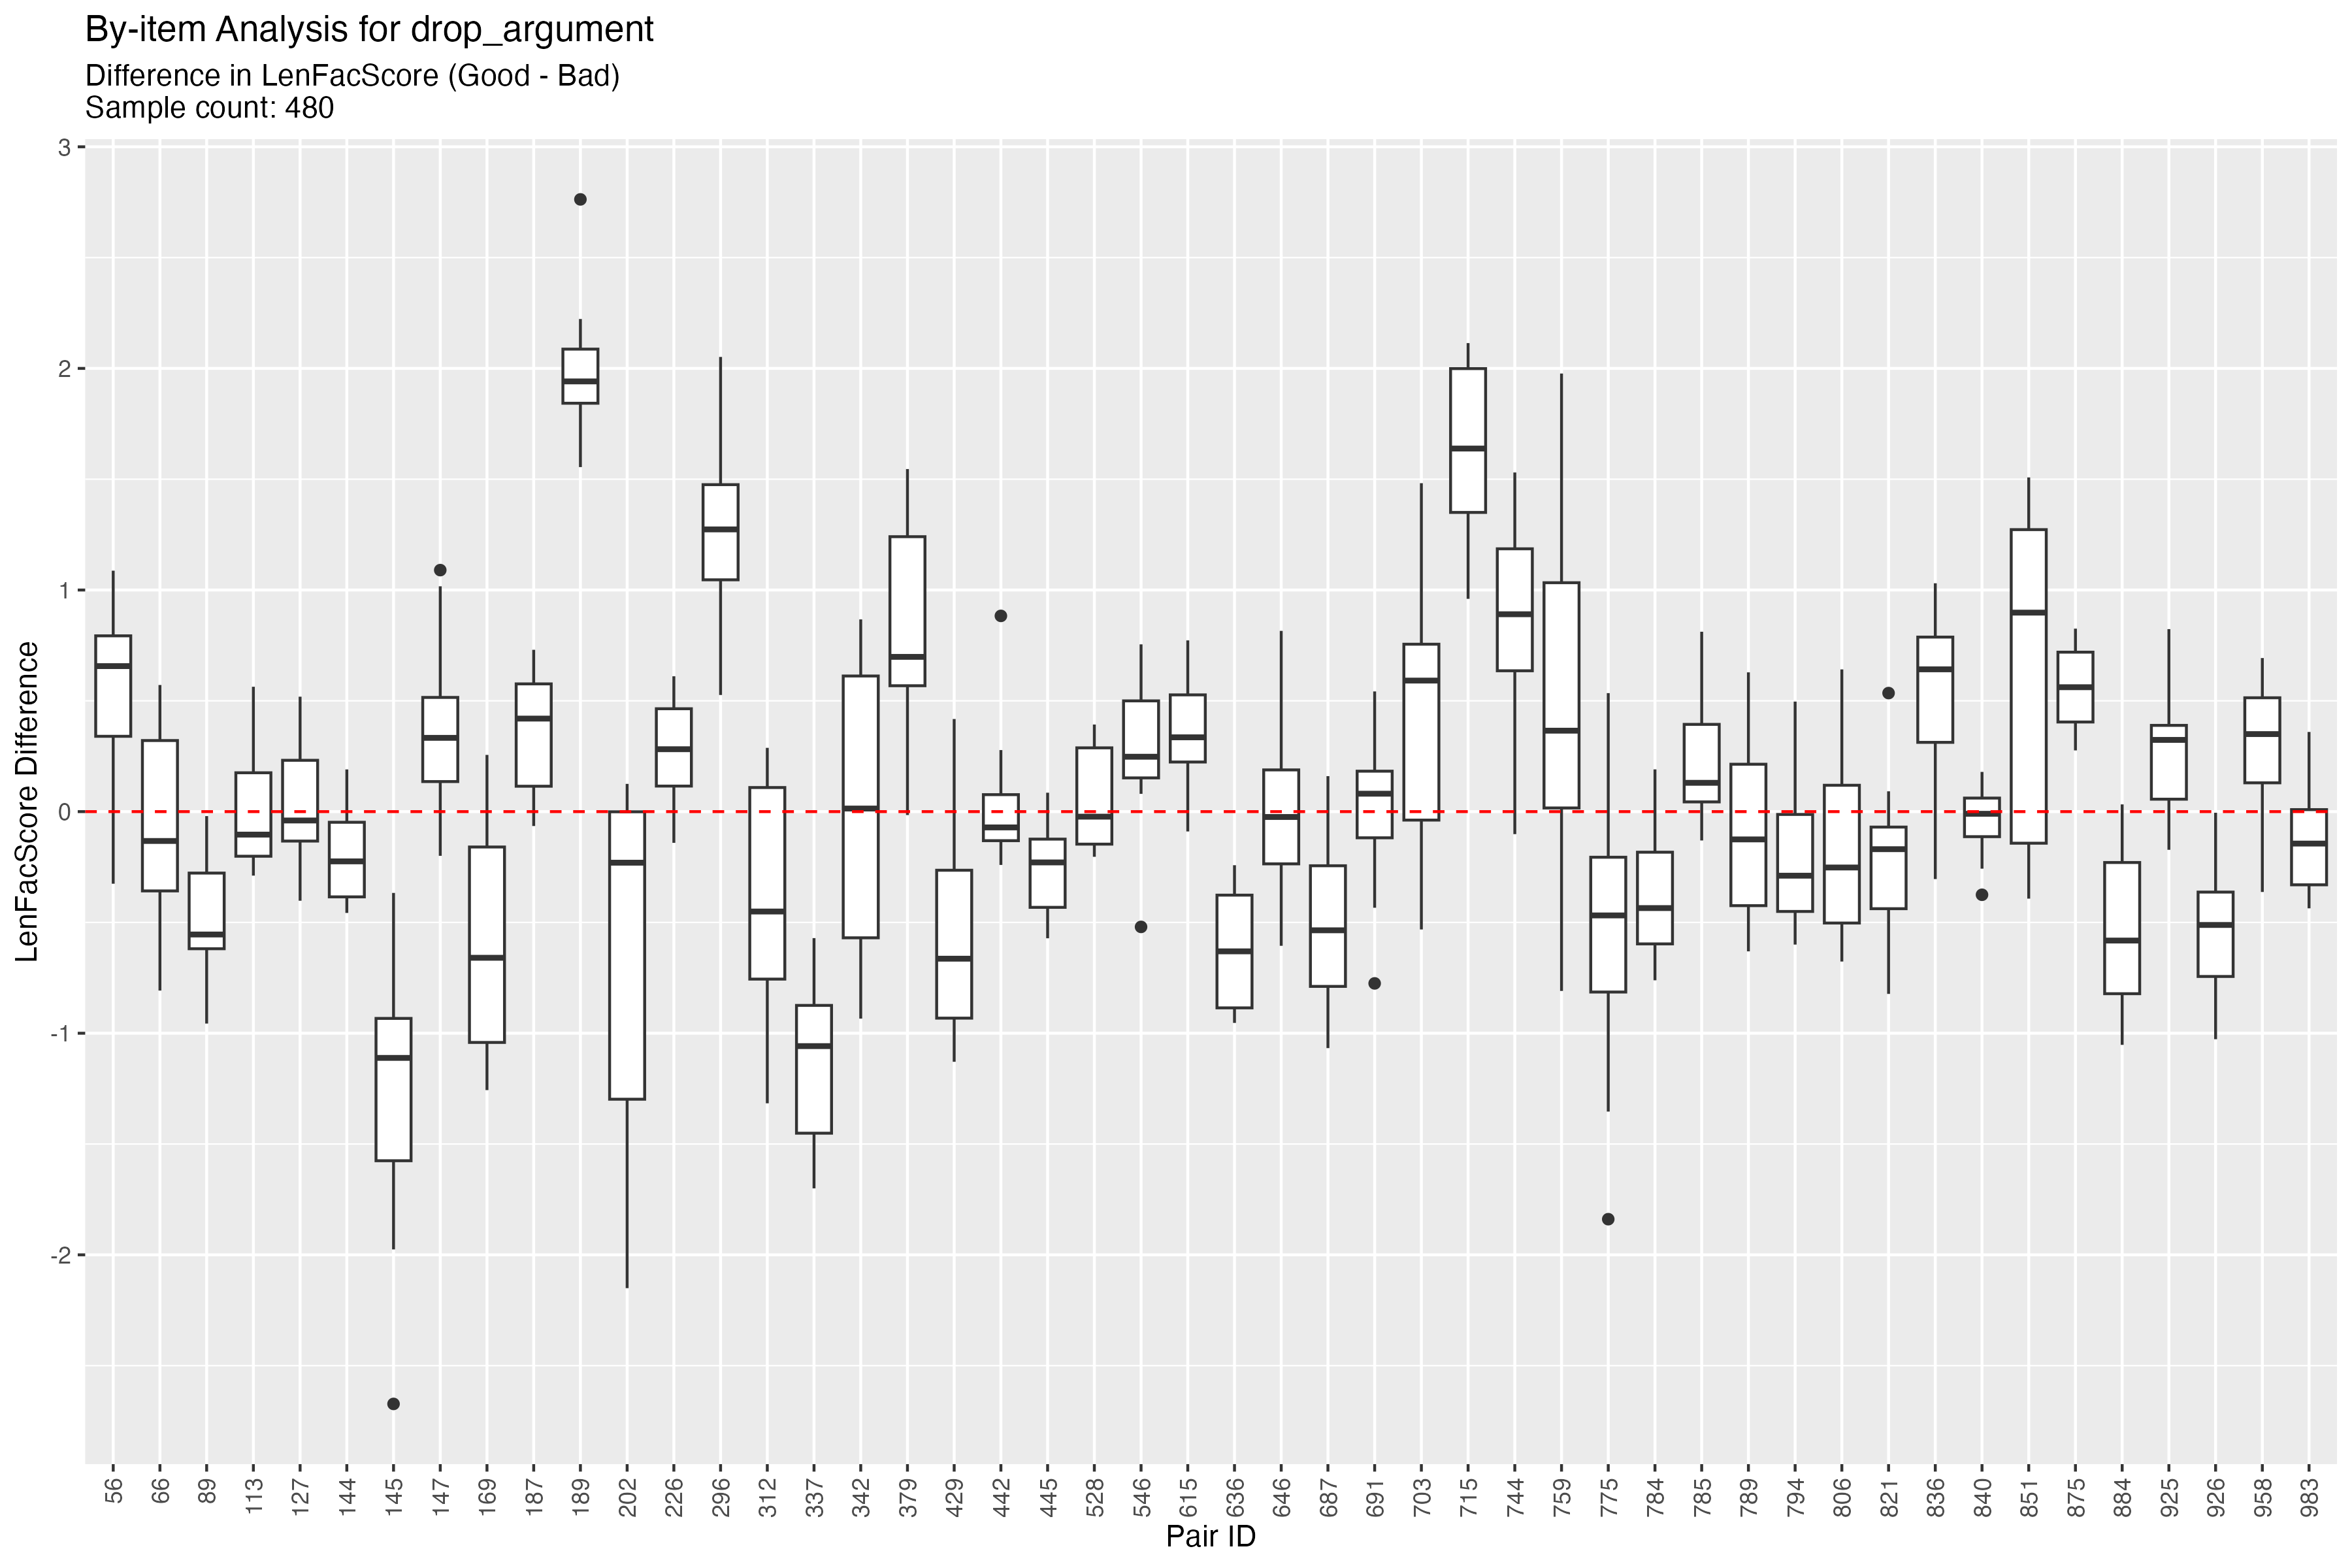 By-item Analysis for drop_argument
Difference in LenFacScore (Good - Bad)
Sample count: 480
3
2
1
0
-1
-2
LenFacScore Difference
56 66 89 113 127 144 145 147 169 187 189 202 226 296 312 337 342 379 429 442 445 528 546 615 636 646 687 691 703 715 744 759 775 784 785 789 794 806 821 836 840 851 875 884 925 926 958 983
Pair ID